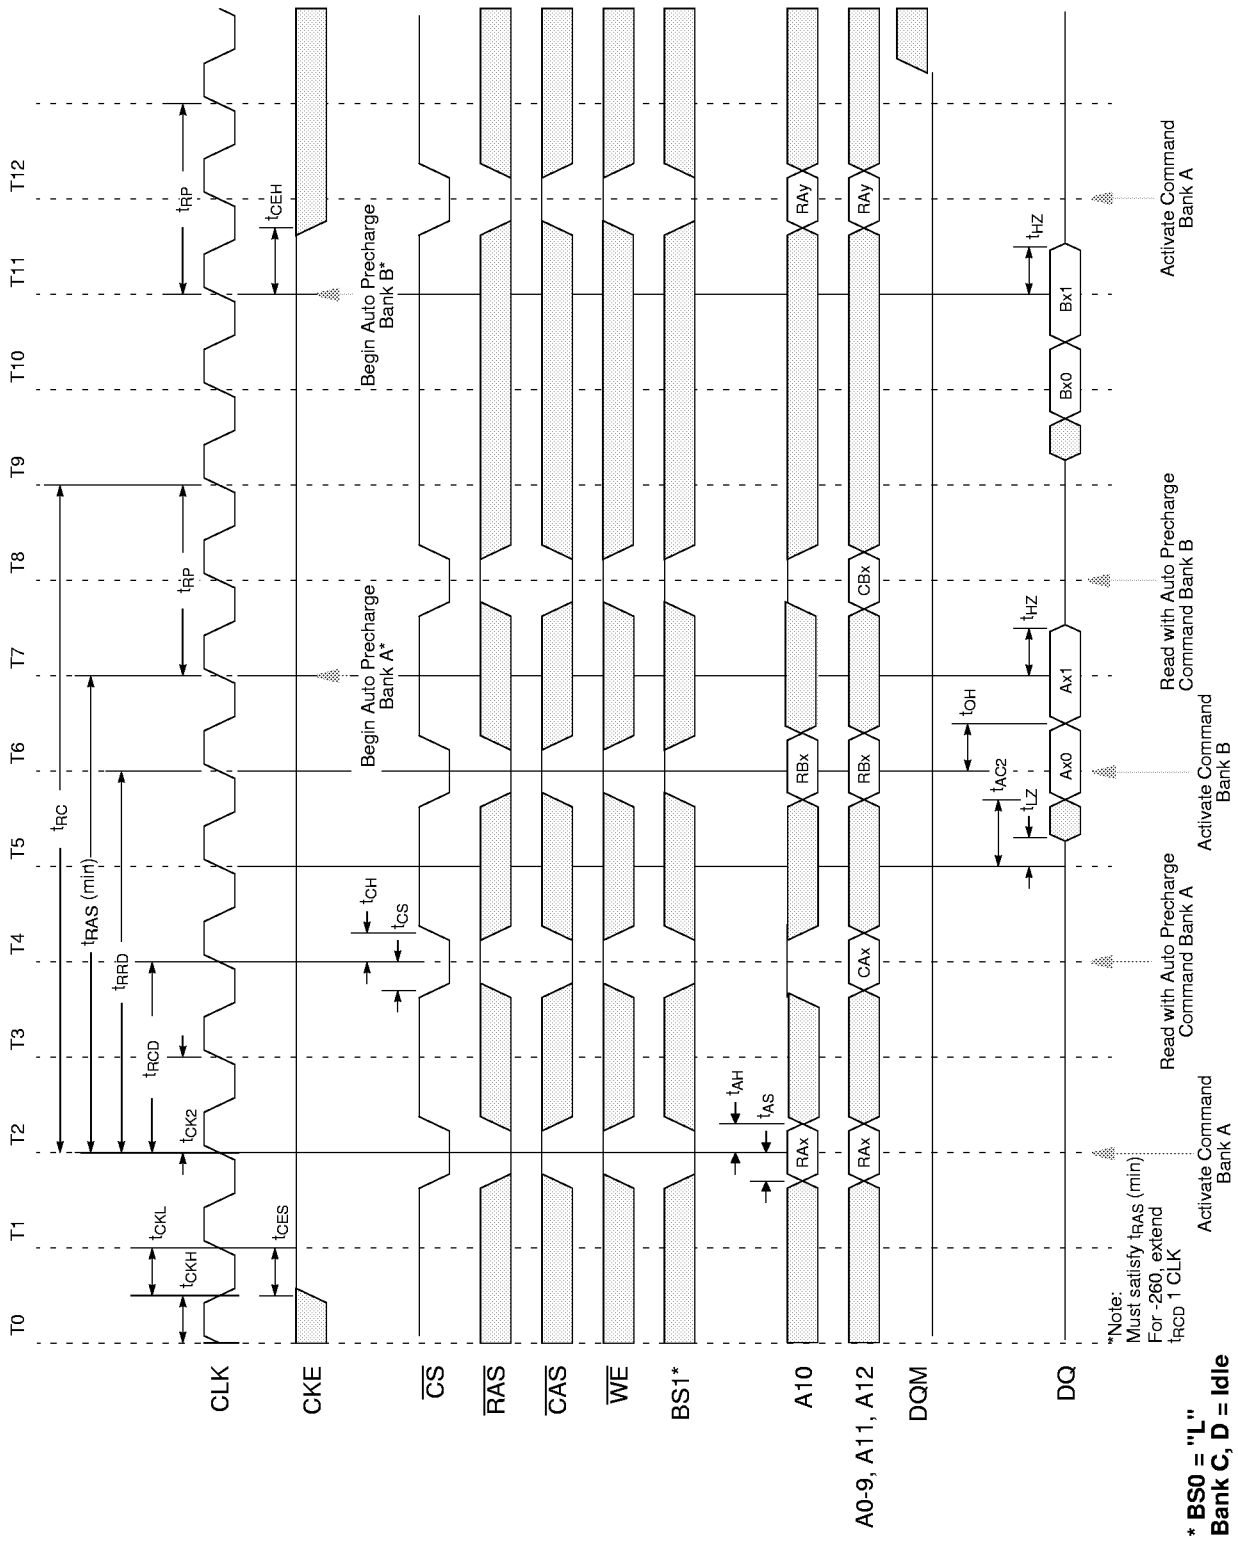 T0 T1 T2 T3 T4 T5 T6 T7 T8 T9 T10 T11 T12
tRC
tRAS (min)
tRRD
tCKL
tRCD
tCKH
tCK2
tRP
tRP
CLK
tCES
tCEH
CKE
Begin Auto Precharge
Bank A*
Begin Auto Precharge
Bank B*
tCH
tCS
CS
RAS
CAS
WE
BS1*
tAH
tAS
A10
RAx
RBx
RAy
A0-9, A11, A12
RAx
CAx
RBx
CBx
RAy
DQM
tOH
tAC2
tLZ
tHZ
tHZ
DQ
Ax0
Ax1
Bx0
Bx1
*Note:
Must satisfy tRAS (min)
For -260, extend
tRCD 1 CLK
Activate Command
Bank A
Read with Auto Precharge
Command Bank A
Activate Command
Bank B
Read with Auto Precharge
Command Bank B
Activate Command
Bank A
* BS0 = "L"
Bank C, D = Idle